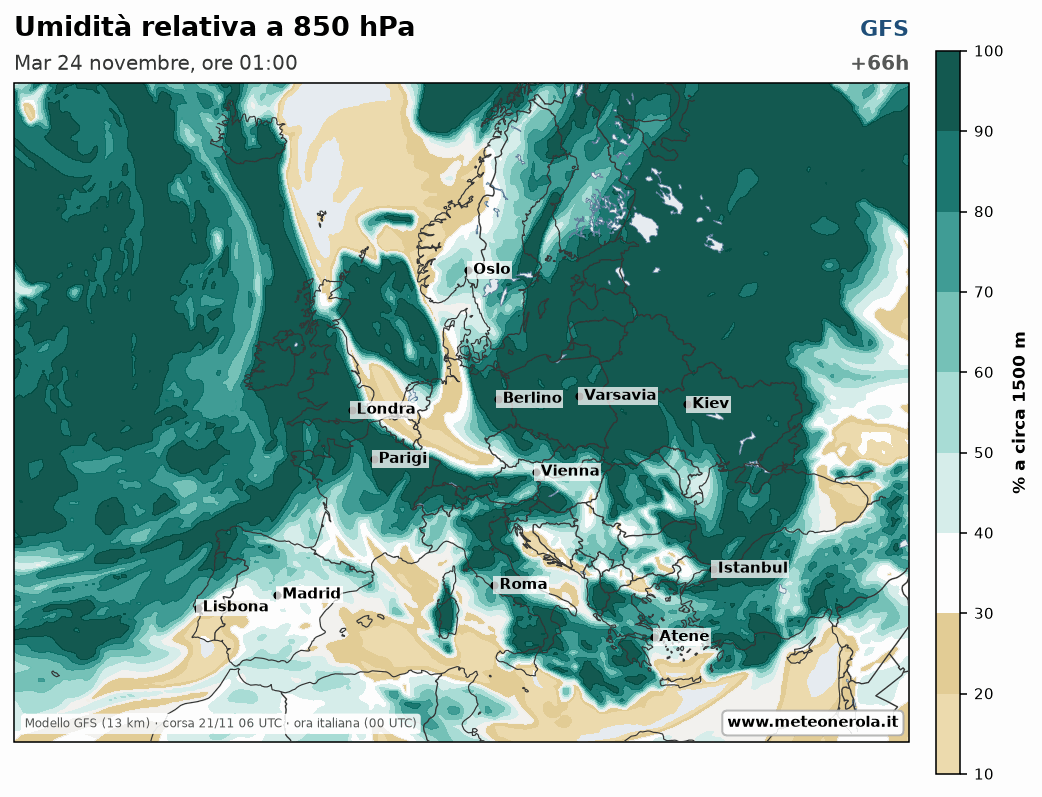 Umidità relativa a 850 hPa
GFS
Mar 24 novembre, ore 01:00
+66h
100
90
80
70
60
50
40
30
20
10
% a circa 1500 m
Oslo
Berlino
Varsavia
Kiev
Londra
Parigi
Vienna
Istanbul
Roma
Madrid
Lisbona
Atene
Modello GFS (13 km) · corsa 21/11 06 UTC · ora italiana (00 UTC)
www.meteonerola.it